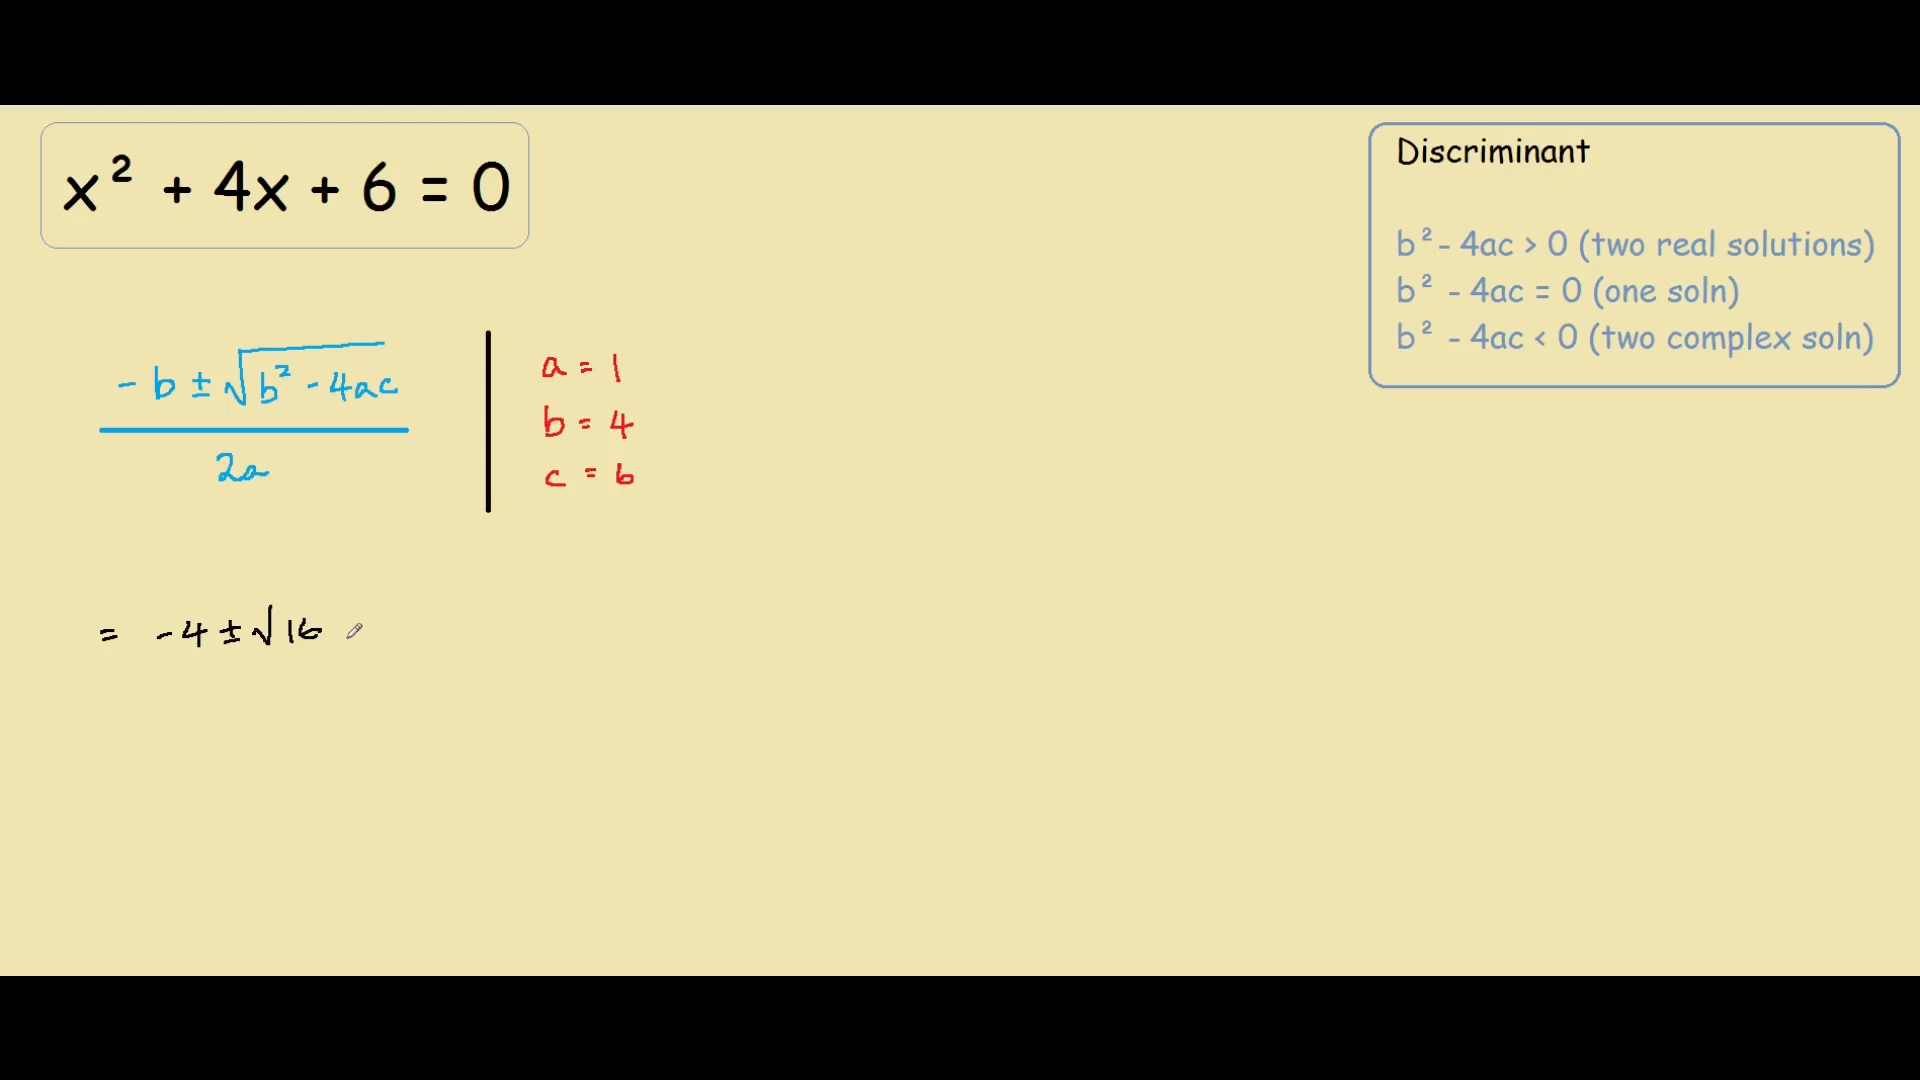 x² + 4x + 6 = 0
Discriminant
b² - 4ac > 0 (two real solutions)
b² - 4ac = 0 (one soln)
b² - 4ac < 0 (two complex soln)
-b ± √b² - 4ac
2a
a = 1
b = 4
c = 6
= -4 ± √16